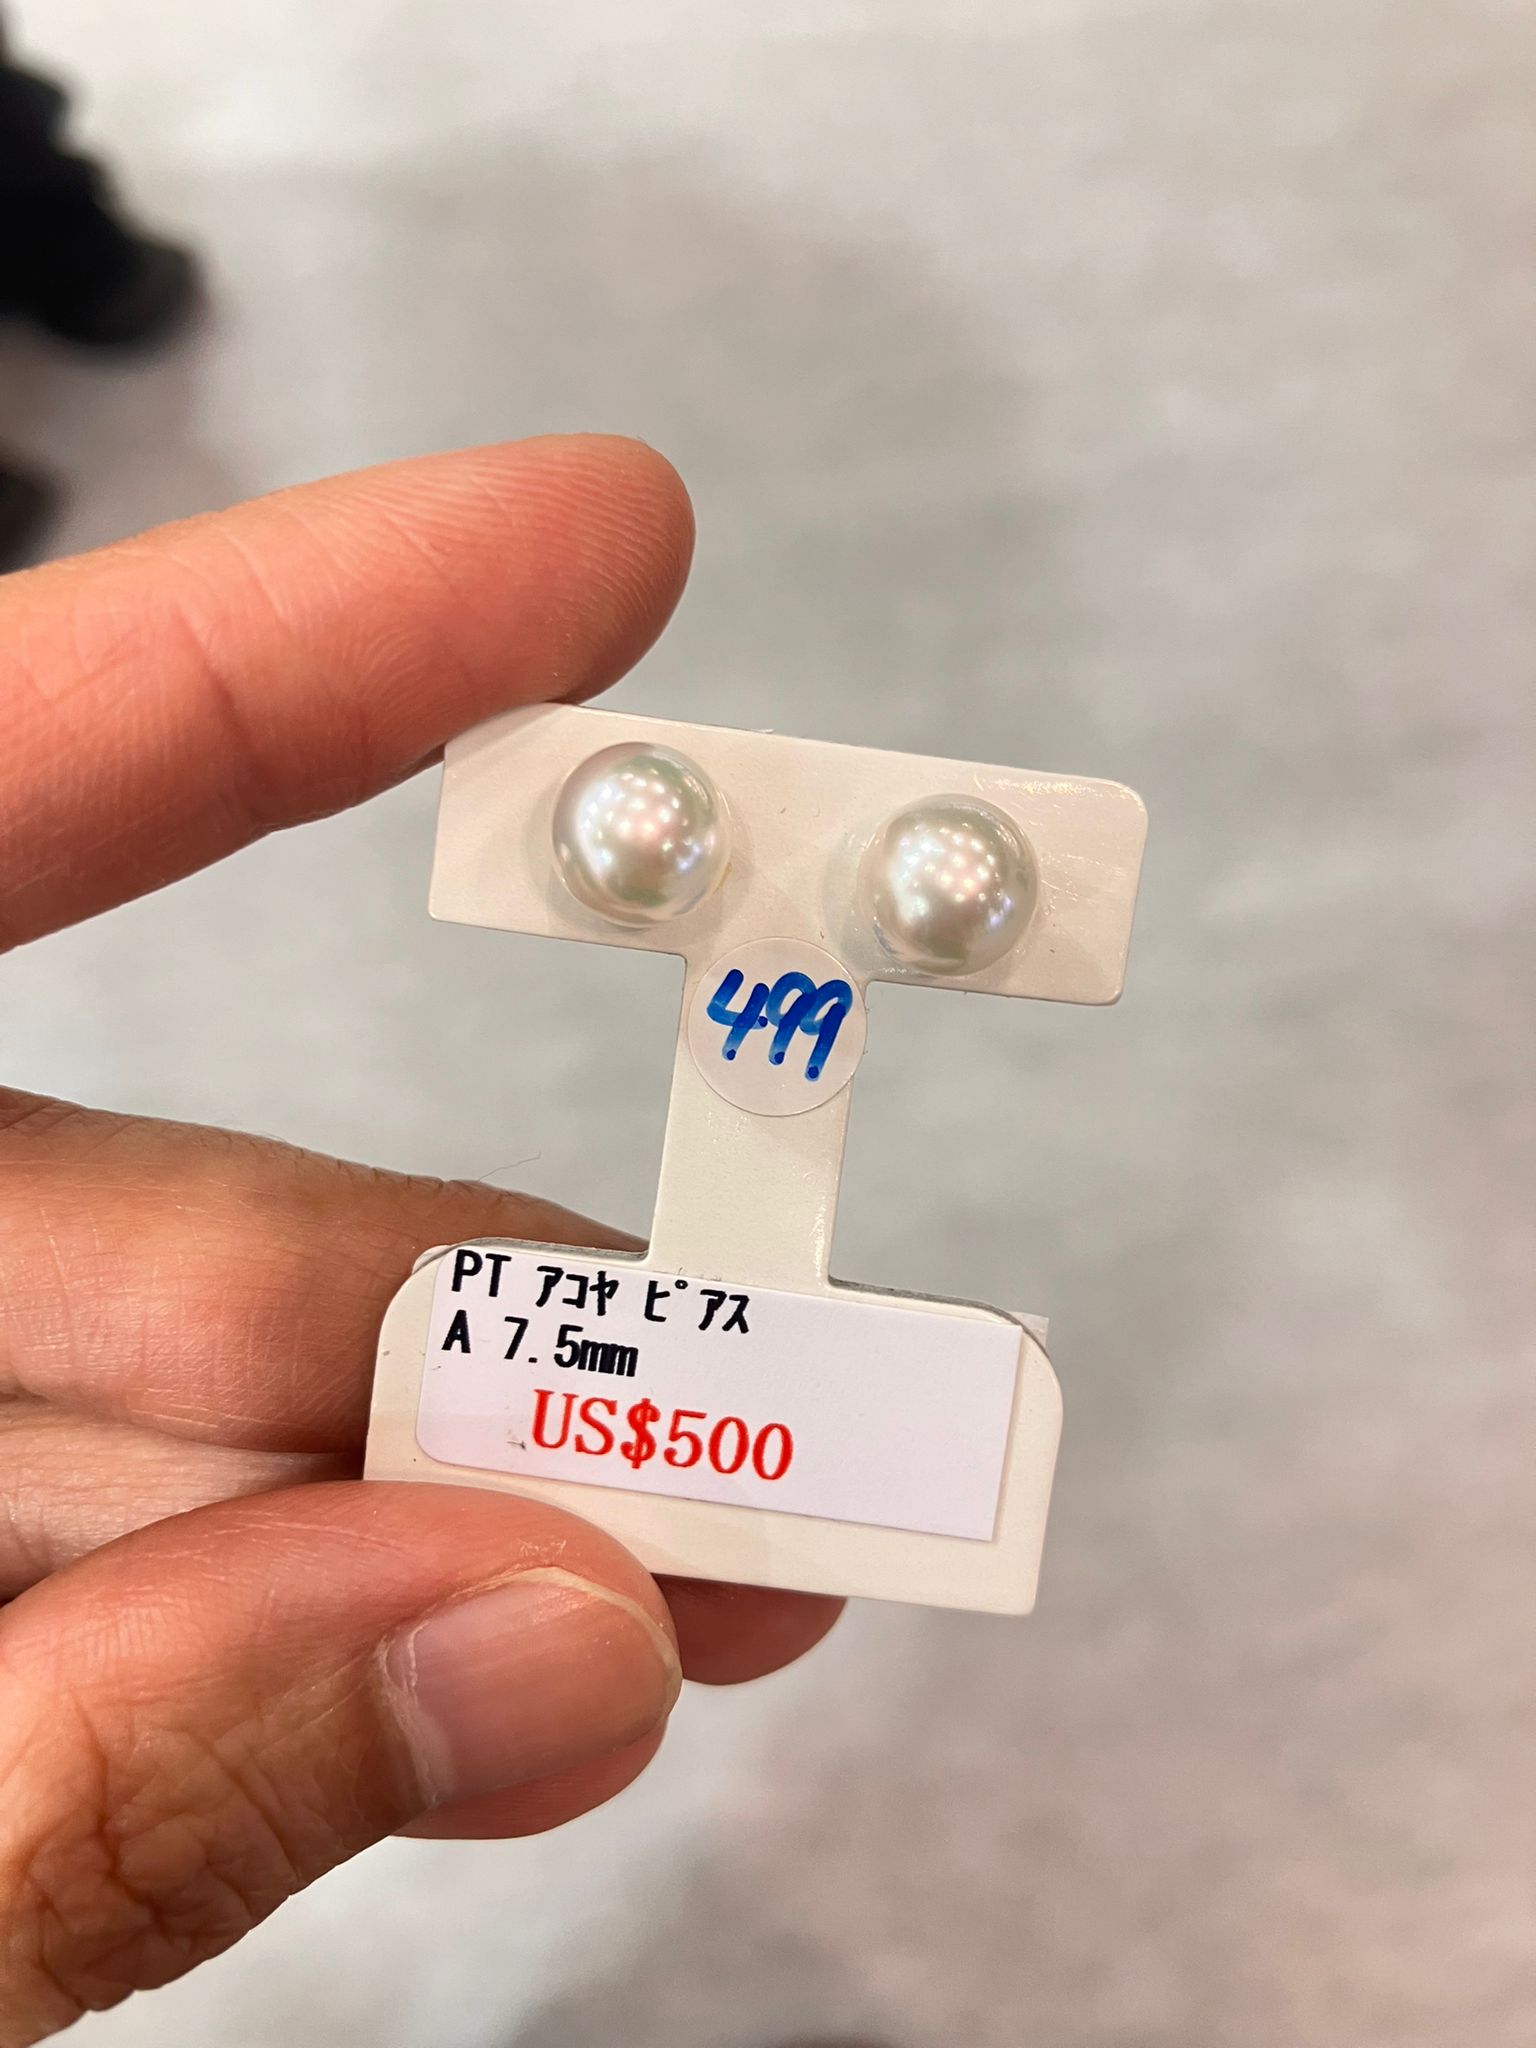 499
PT ｱｺﾔ ﾋﾟｱｽ
A 7.5mm
US$500